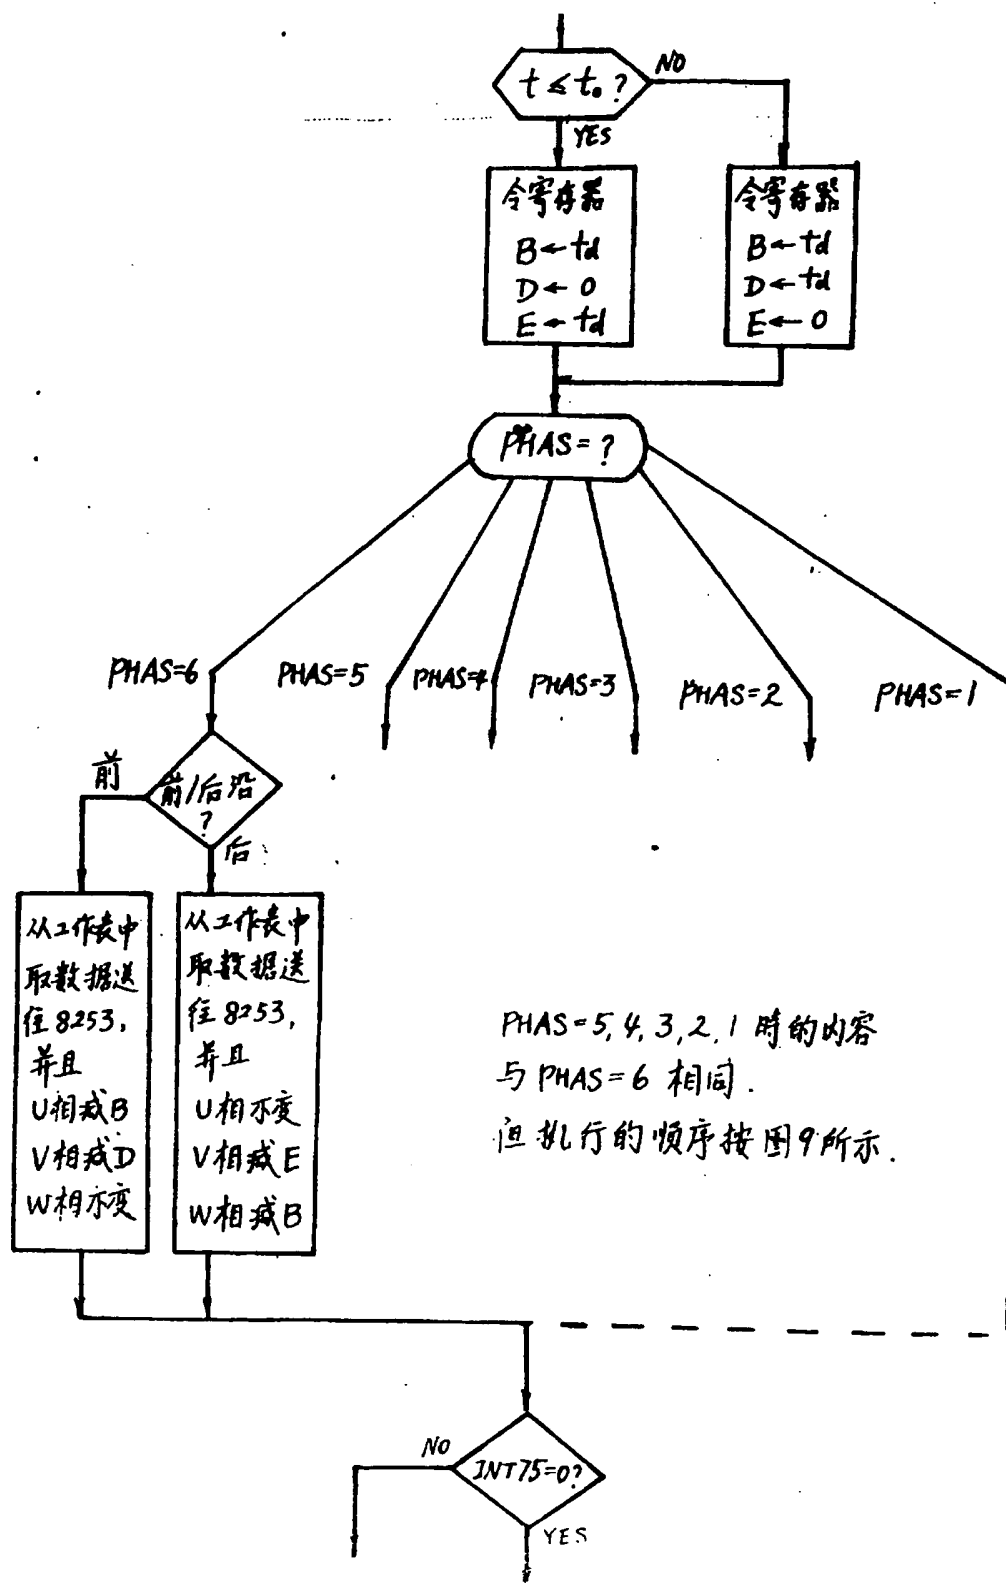 t≤t₀?
NO
YES
令寄存器
B←td
D←0
E←td
令寄存器
B←td
D←td
E←0
PHAS=?
PHAS=6
PHAS=5
PHAS=4
PHAS=3
PHAS=2
PHAS=1
前/后沿
?
前
后
从工作表中
取数据送
往8253,
并且
U相减B
V相减D
W相不变
从工作表中
取数据送
往8253,
并且
U相不变
V相减E
W相减B
PHAS=5,4,3,2,1 時的内容
与PHAS=6 相同.
但执行的顺序按图9所示.
INT75=0?
NO
YES